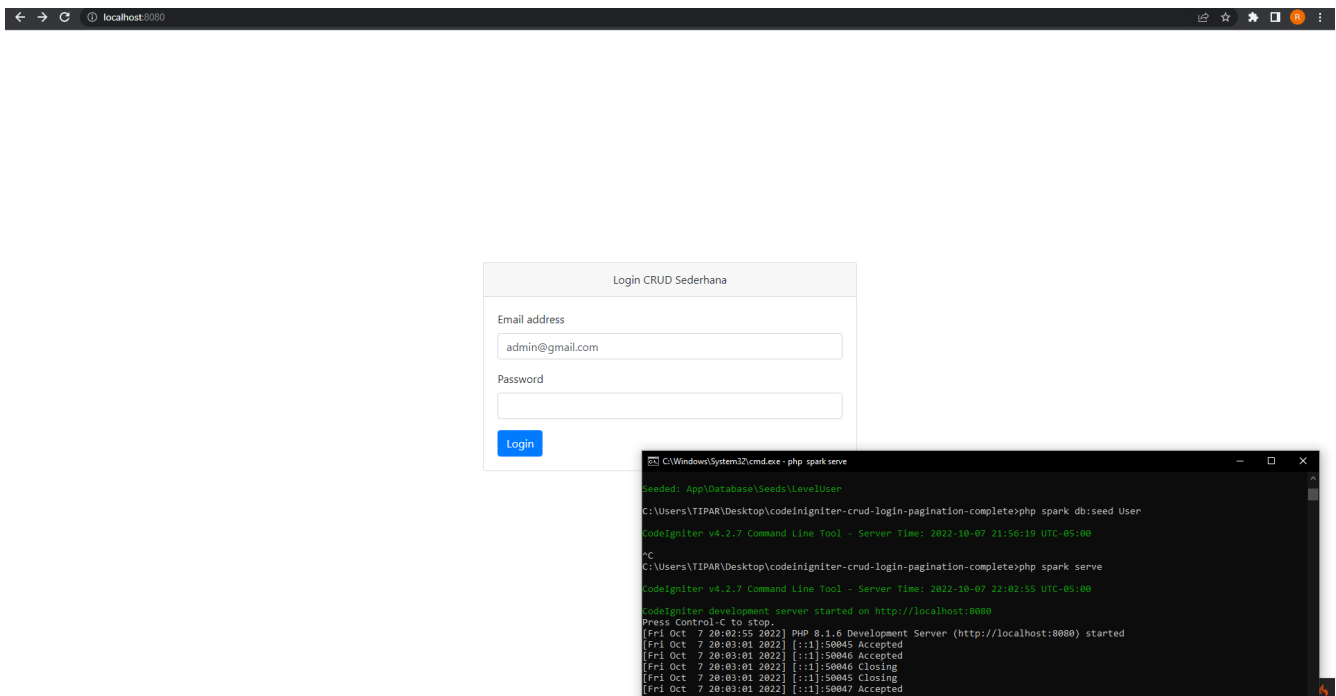 localhost:8080
R
Login CRUD Sederhana
Email address
admin@gmail.com
Password
Login
C:\Windows\System32\cmd.exe - php spark serve
Seeded: App\Database\Seeds\LevelUser
C:\Users\TIPAR\Desktop\codeinigniter-crud-login-pagination-complete>php spark db:seed User
CodeIgniter v4.2.7 Command Line Tool - Server Time: 2022-10-07 21:56:19 UTC-05:00
^C
C:\Users\TIPAR\Desktop\codeinigniter-crud-login-pagination-complete>php spark serve
CodeIgniter v4.2.7 Command Line Tool - Server Time: 2022-10-07 22:02:55 UTC-05:00
CodeIgniter development server started on http://localhost:8080
Press Control-C to stop.
[Fri Oct  7 20:02:55 2022] PHP 8.1.6 Development Server (http://localhost:8080) started
[Fri Oct  7 20:03:01 2022] [::1]:50045 Accepted
[Fri Oct  7 20:03:01 2022] [::1]:50046 Accepted
[Fri Oct  7 20:03:01 2022] [::1]:50046 Closing
[Fri Oct  7 20:03:01 2022] [::1]:50045 Closing
[Fri Oct  7 20:03:01 2022] [::1]:50047 Accepted